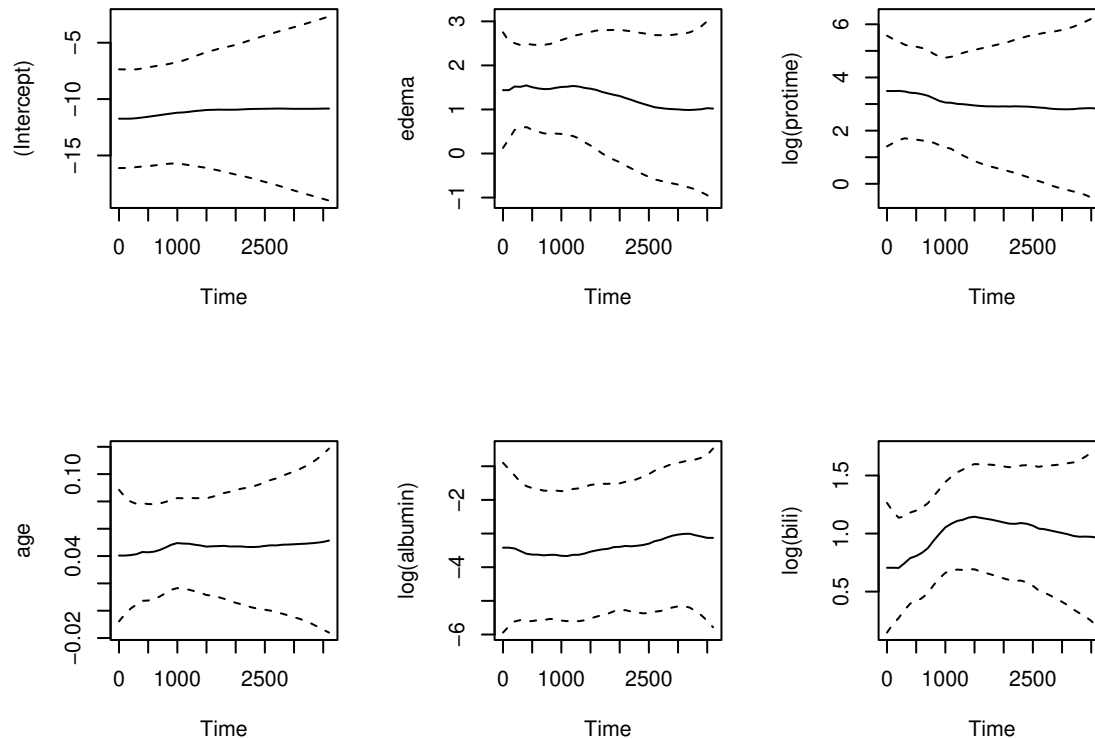 (Intercept)
−5
−10
−15
0 1000 2500
Time
edema
3
2
1
0
−1
0 1000 2500
Time
log(protime)
6
4
2
0
0 1000 2500
Time
age
0.10
0.04
−0.02
0 1000 2500
Time
log(albumin)
−2
−4
−6
0 1000 2500
Time
log(bili)
1.5
1.0
0.5
0 1000 2500
Time